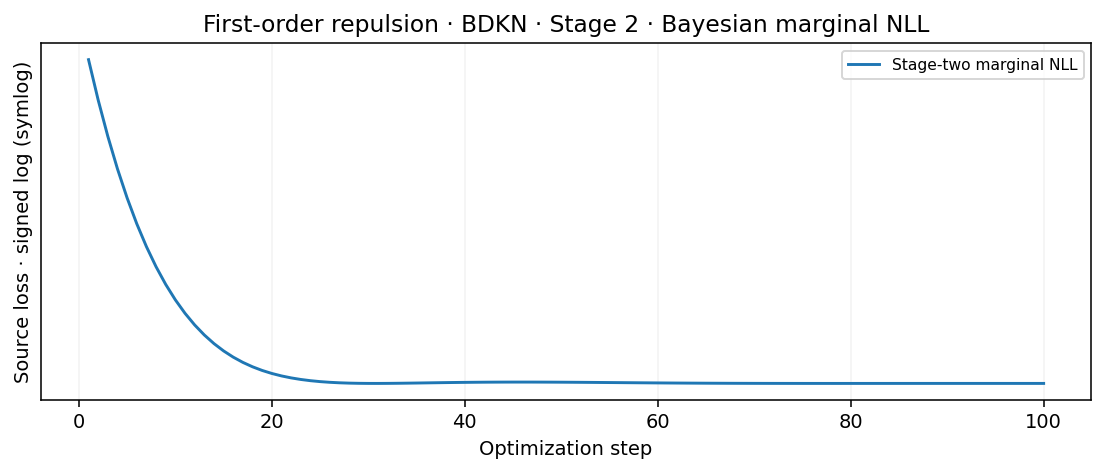 First-order repulsion · BDKN · Stage 2 · Bayesian marginal NLL
Stage-two marginal NLL
Source loss · signed log (symlog)
0 20 40 60 80 100
Optimization step